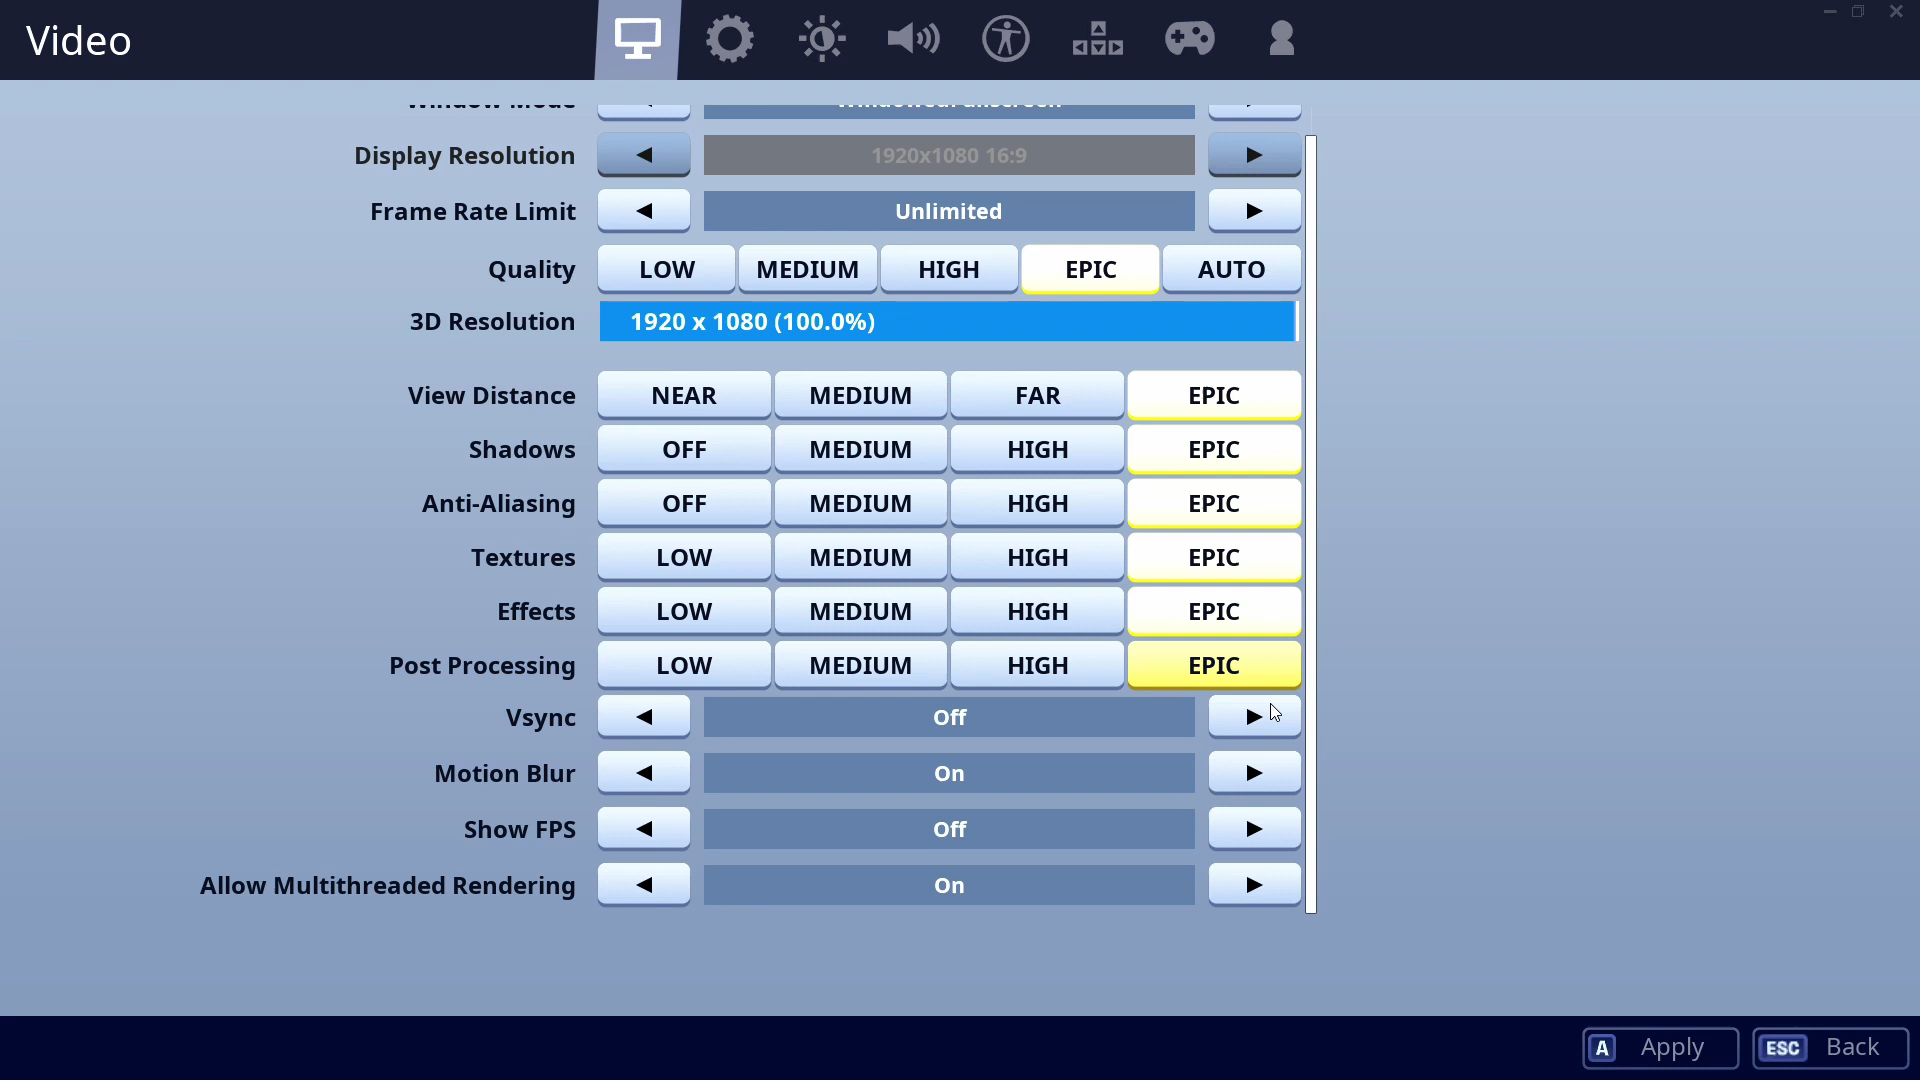 Video
Window Mode
Display Resolution 1920x1080 16:9
Frame Rate Limit Unlimited
Quality LOW MEDIUM HIGH EPIC AUTO
3D Resolution 1920 x 1080 (100.0%)
View Distance NEAR MEDIUM FAR EPIC
Shadows OFF MEDIUM HIGH EPIC
Anti-Aliasing OFF MEDIUM HIGH EPIC
Textures LOW MEDIUM HIGH EPIC
Effects LOW MEDIUM HIGH EPIC
Post Processing LOW MEDIUM HIGH EPIC
Vsync Off
Motion Blur On
Show FPS Off
Allow Multithreaded Rendering On
A Apply ESC Back